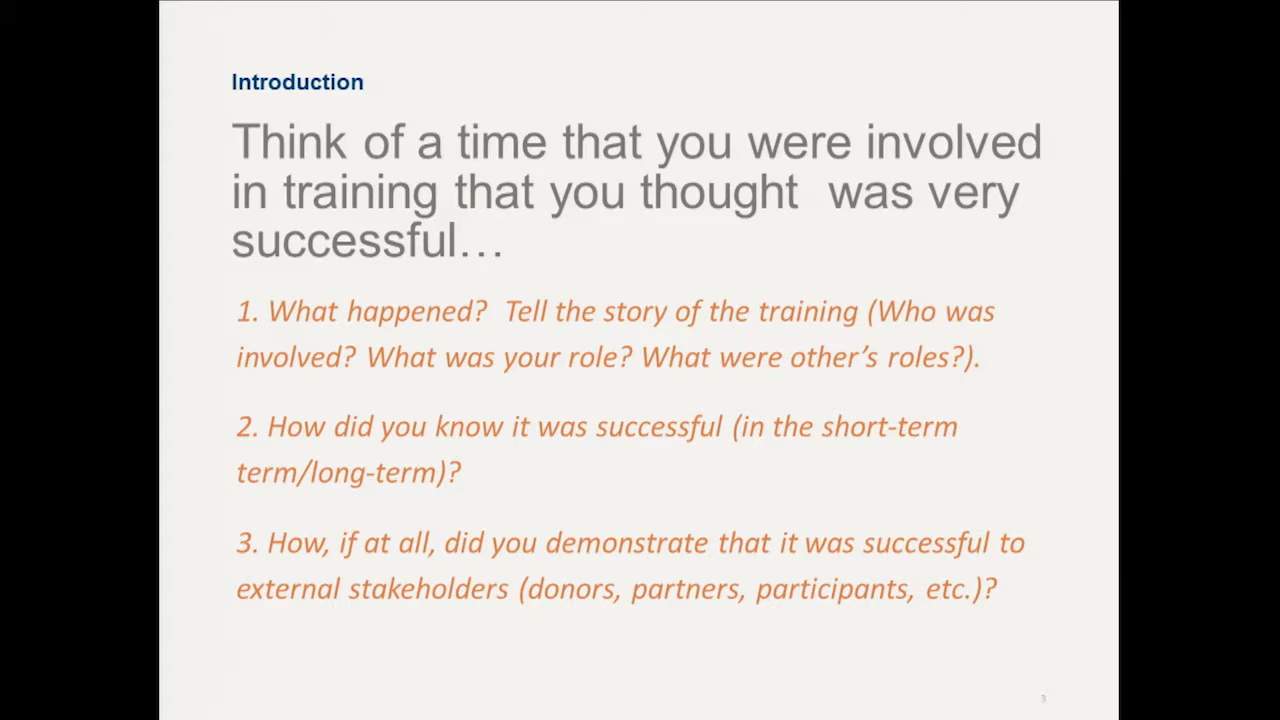 Introduction
Think of a time that you were involved
in training that you thought  was very
successful…
1. What happened?  Tell the story of the training (Who was
involved? What was your role? What were other’s roles?).
2. How did you know it was successful (in the short-term
term/long-term)?
3. How, if at all, did you demonstrate that it was successful to
external stakeholders (donors, partners, participants, etc.)?
3